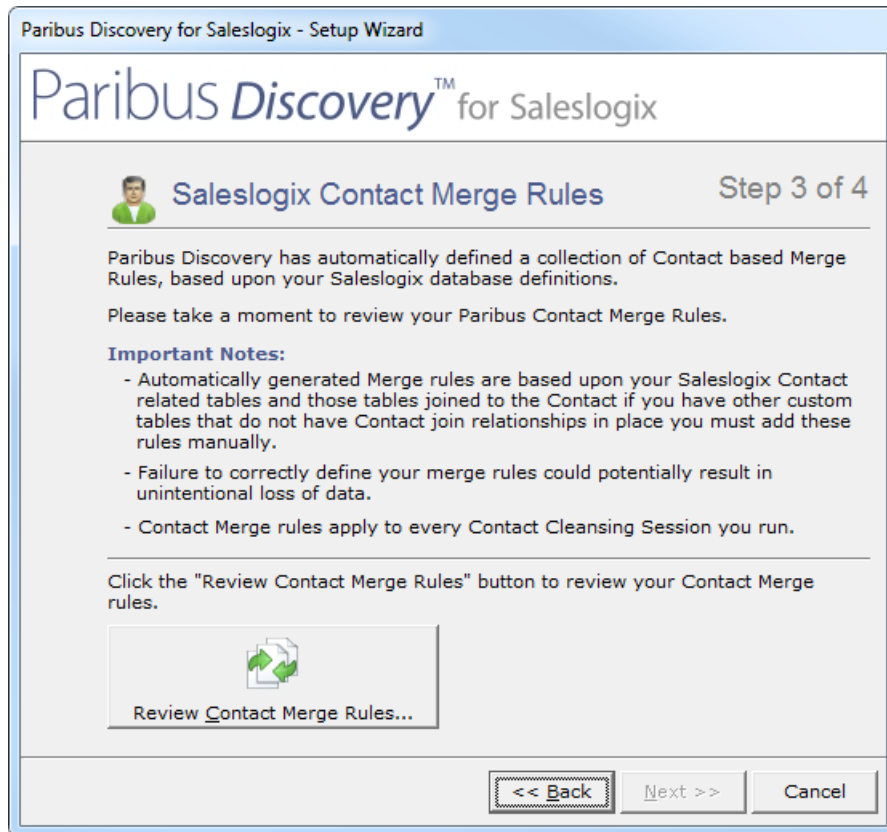 Paribus Discovery for Saleslogix - Setup Wizard
Paribus Discovery™ for Saleslogix
Saleslogix Contact Merge Rules
Step 3 of 4
Paribus Discovery has automatically defined a collection of Contact based Merge
Rules, based upon your Saleslogix database definitions.
Please take a moment to review your Paribus Contact Merge Rules.
Important Notes:
- Automatically generated Merge rules are based upon your Saleslogix Contact
related tables and those tables joined to the Contact if you have other custom
tables that do not have Contact join relationships in place you must add these
rules manually.
- Failure to correctly define your merge rules could potentially result in
unintentional loss of data.
- Contact Merge rules apply to every Contact Cleansing Session you run.
Click the "Review Contact Merge Rules" button to review your Contact Merge
rules.
Review Contact Merge Rules...
<< Back
Next >>
Cancel